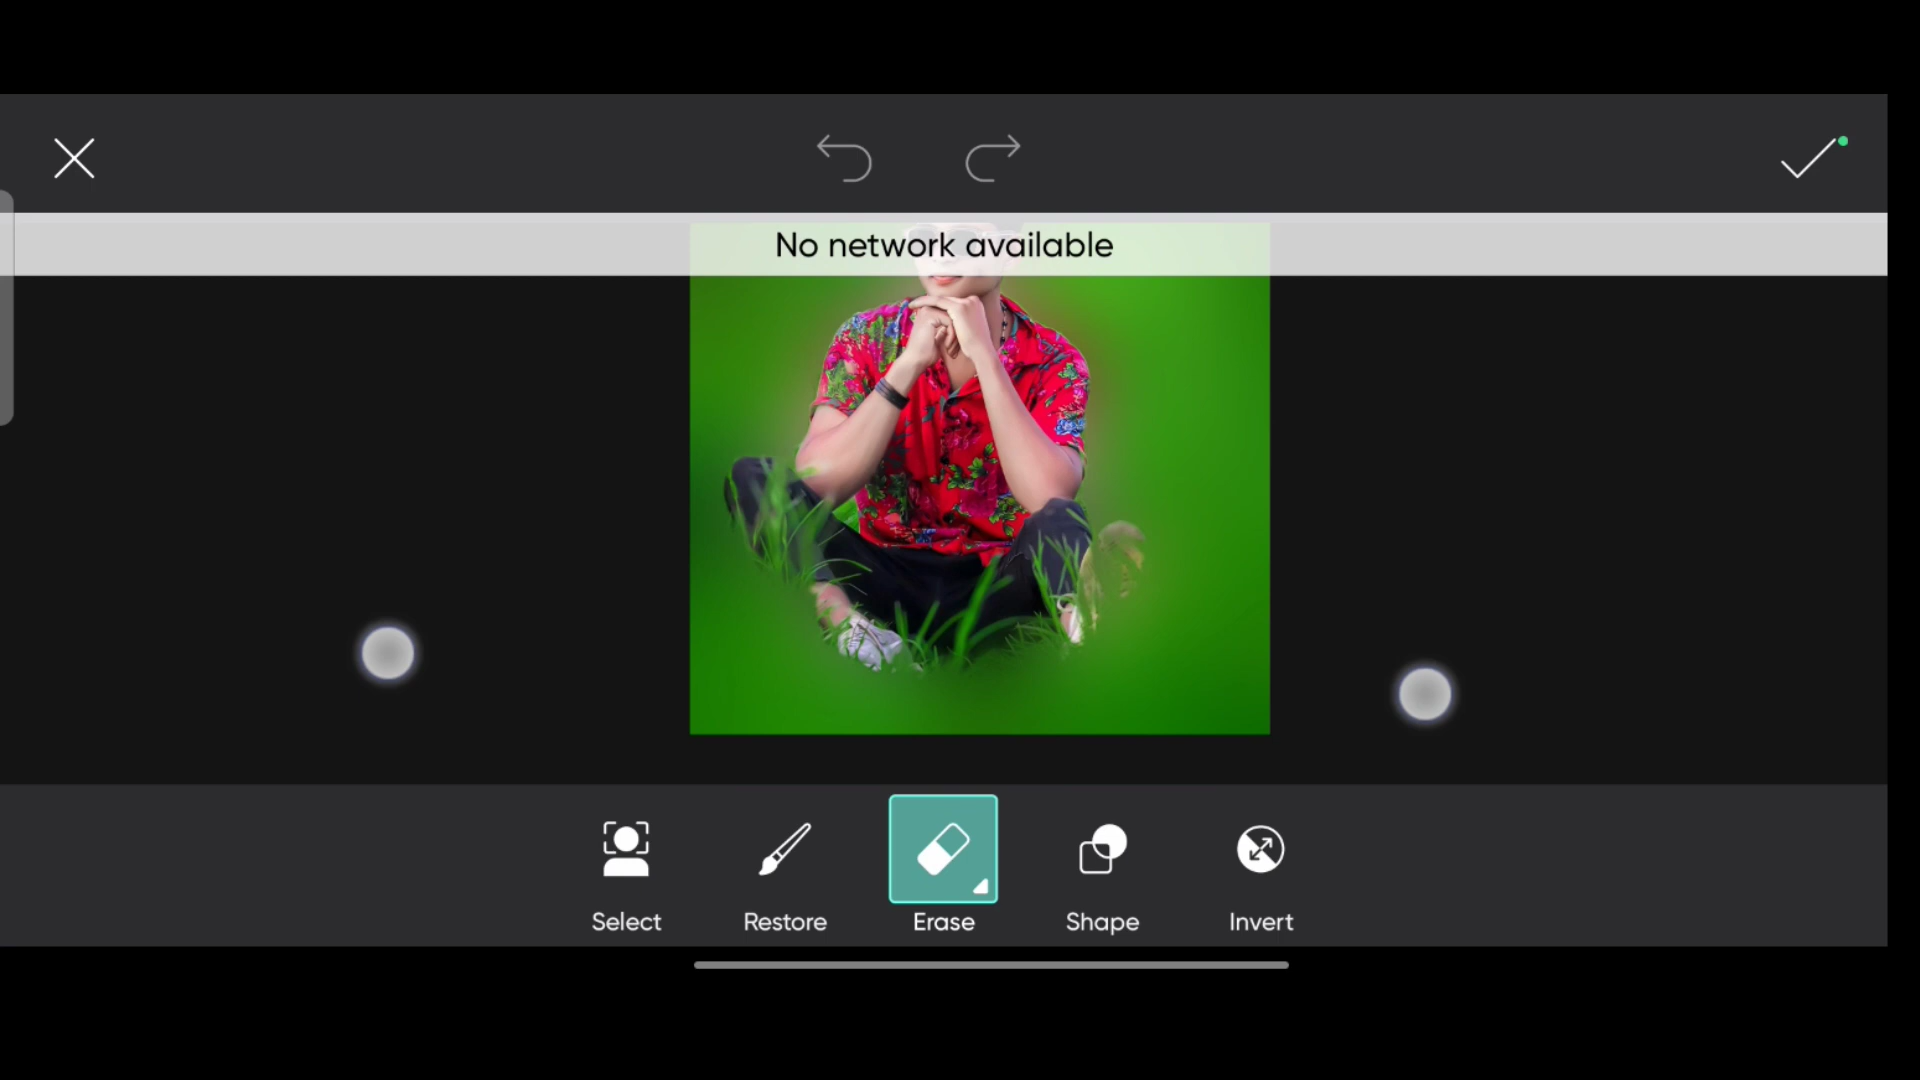 No network available
Select
Restore
Erase
Shape
Invert